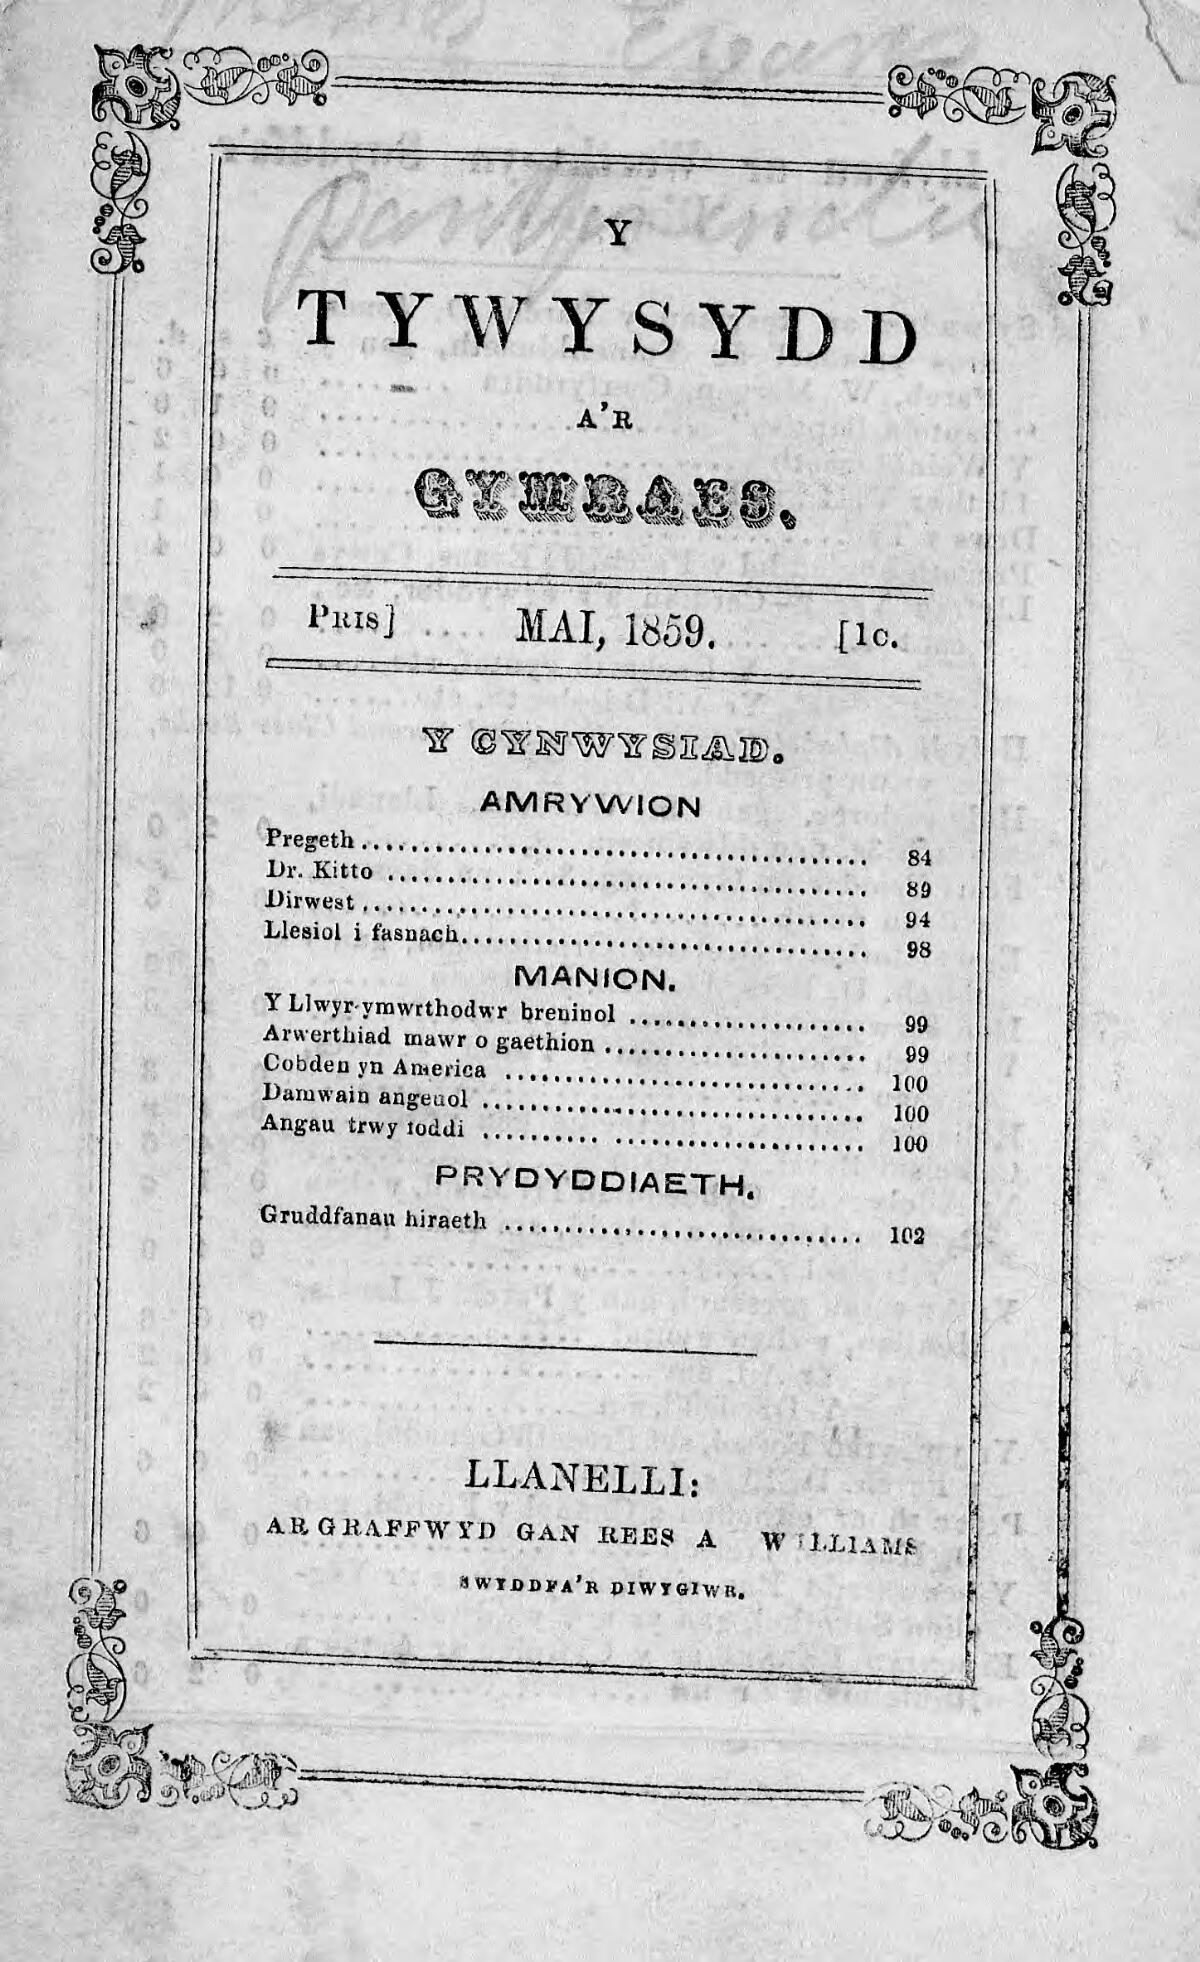 Y
TYWYSYDD
A'R
GYMRAES.
PRIS] MAI, 1859. [1c.
Y CYNWYSIAD.
AMRYWION
Pregeth ........................................ 84
Dr. Kitto ........................................ 89
Dirwest ........................................ 94
Llesiol i fasnach ........................................ 98
MANION.
Y Llwyr-ymwrthodwr breninol .................... 99
Arwerthiad mawr o gaethion .................... 99
Cobden yn America .............................. 100
Damwain angeuol .............................. 100
Angau trwy toddi .............................. 100
PRYDYDDIAETH.
Gruddfanau hiraeth .............................. 102
LLANELLI:
ARGRAFFWYD GAN REES A WILLIAMS
SWYDDFA'R DIWYGIWR.